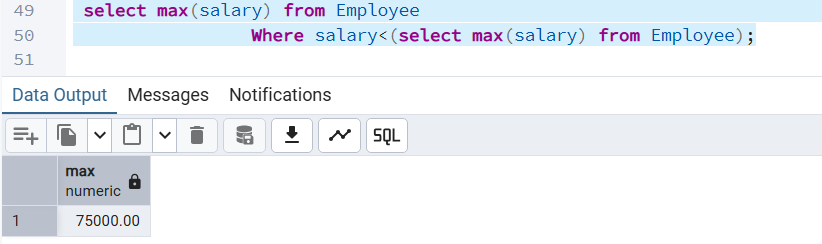 49 select max(salary) from Employee
50 Where salary<(select max(salary) from Employee);
51
Data Output Messages Notifications
SQL
max
numeric
1 75000.00